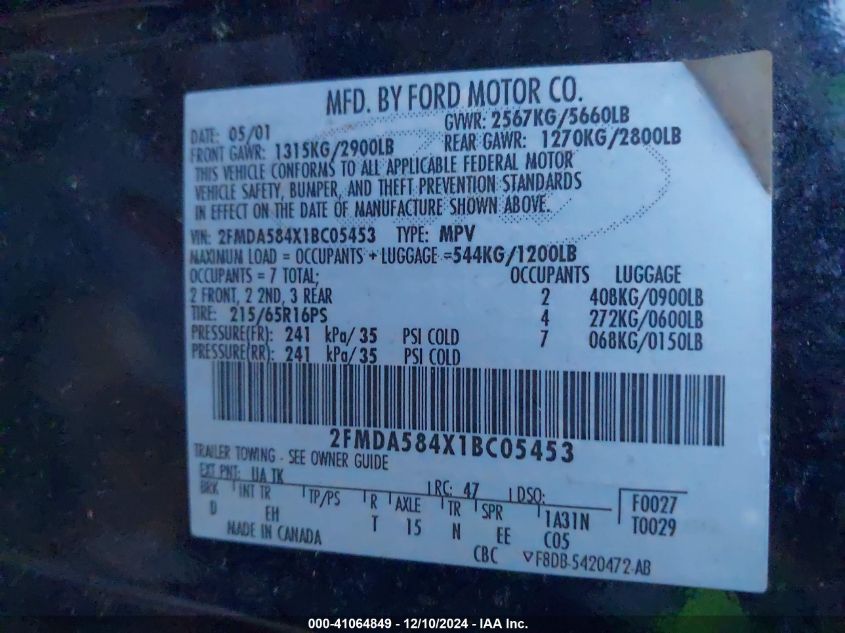 MFD. BY FORD MOTOR CO.
DATE: 05/01 GVWR: 2567KG/5660LB
FRONT GAWR: 1315KG/2900LB REAR GAWR: 1270KG/2800LB
THIS VEHICLE CONFORMS TO ALL APPLICABLE FEDERAL MOTOR
VEHICLE SAFETY, BUMPER, AND THEFT PREVENTION STANDARDS
IN EFFECT ON THE DATE OF MANUFACTURE SHOWN ABOVE.
VIN: 2FMDA584X1BC05453 TYPE: MPV
MAXIMUM LOAD = OCCUPANTS + LUGGAGE =544KG/1200LB
OCCUPANTS = 7 TOTAL; OCCUPANTS LUGGAGE
2 FRONT, 2 2ND, 3 REAR 2 408KG/0900LB
TIRE: 215/65R16PS 4 272KG/0600LB
PRESSURE(FR): 241 kPa/35 PSI COLD 7 068KG/0150LB
PRESSURE(RR): 241 kPa/35 PSI COLD
2FMDA584X1BC05453
TRAILER TOWING - SEE OWNER GUIDE
EXT PNT: UA TK RC: 47 DSO: F0027
BRK INT TR TP/PS R AXLE TR SPR 1A31N T0029
D EH T 15 N EE C05
MADE IN CANADA CBC ▽F8DB-5420472-AB
000-41064849 - 12/10/2024 - IAA Inc.